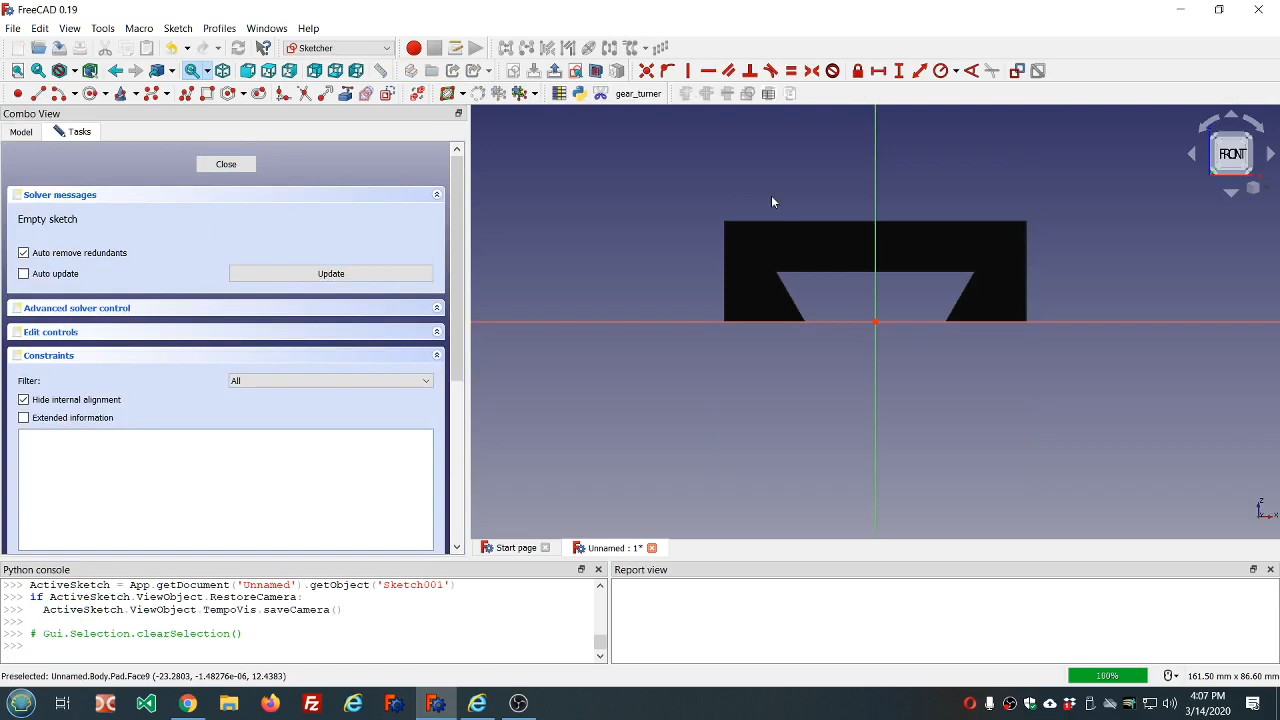 FreeCAD 0.19
File Edit View Tools Macro Sketch Profiles Windows Help
Sketcher
gear_turner
Combo View
Model Tasks
Close
Solver messages
Empty sketch
Auto remove redundants
Auto update Update
Advanced solver control
Edit controls
Constraints
Filter: All
Hide internal alignment
Extended information
FRONT
Z
X
Start page Unnamed : 1*
Python console
>>> ActiveSketch = App.getDocument('Unnamed').getObject('Sketch001')
>>> if ActiveSketch.ViewObject.RestoreCamera:
>>>   ActiveSketch.ViewObject.TempoVis.saveCamera()
>>>
>>> # Gui.Selection.clearSelection()
>>>
Report view
Preselected: Unnamed.Body.Pad.Face9 (-23.2803, -1.48276e-06, 12.4383)
100%
161.50 mm x 86.60 mm
4:07 PM
3/14/2020